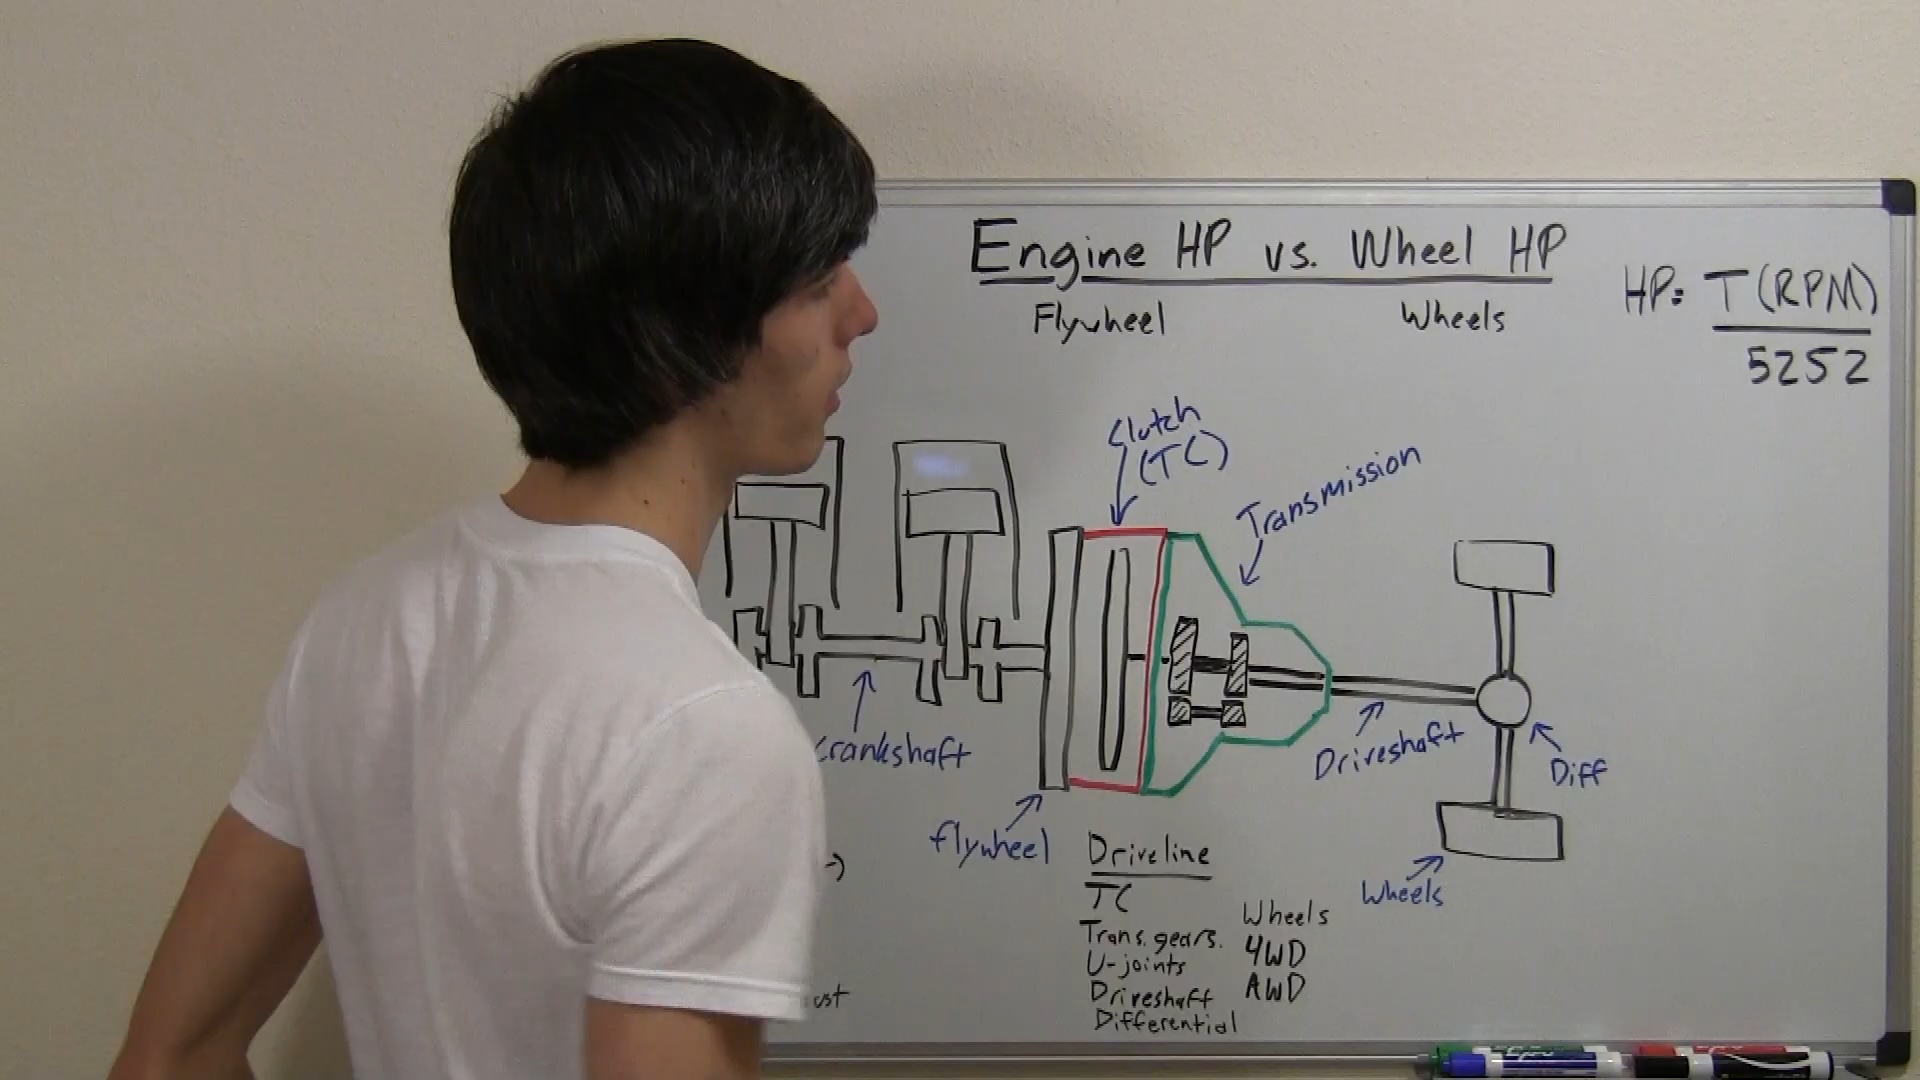 Engine HP vs. Wheel HP
Flywheel
Wheels
HP= T(RPM)
5252
Clutch
(TC)
Transmission
crankshaft
Driveshaft
Diff
flywheel
Wheels
Driveline
TC
Trans. gears.
U-joints
Driveshaft
Differential
Wheels
4WD
AWD